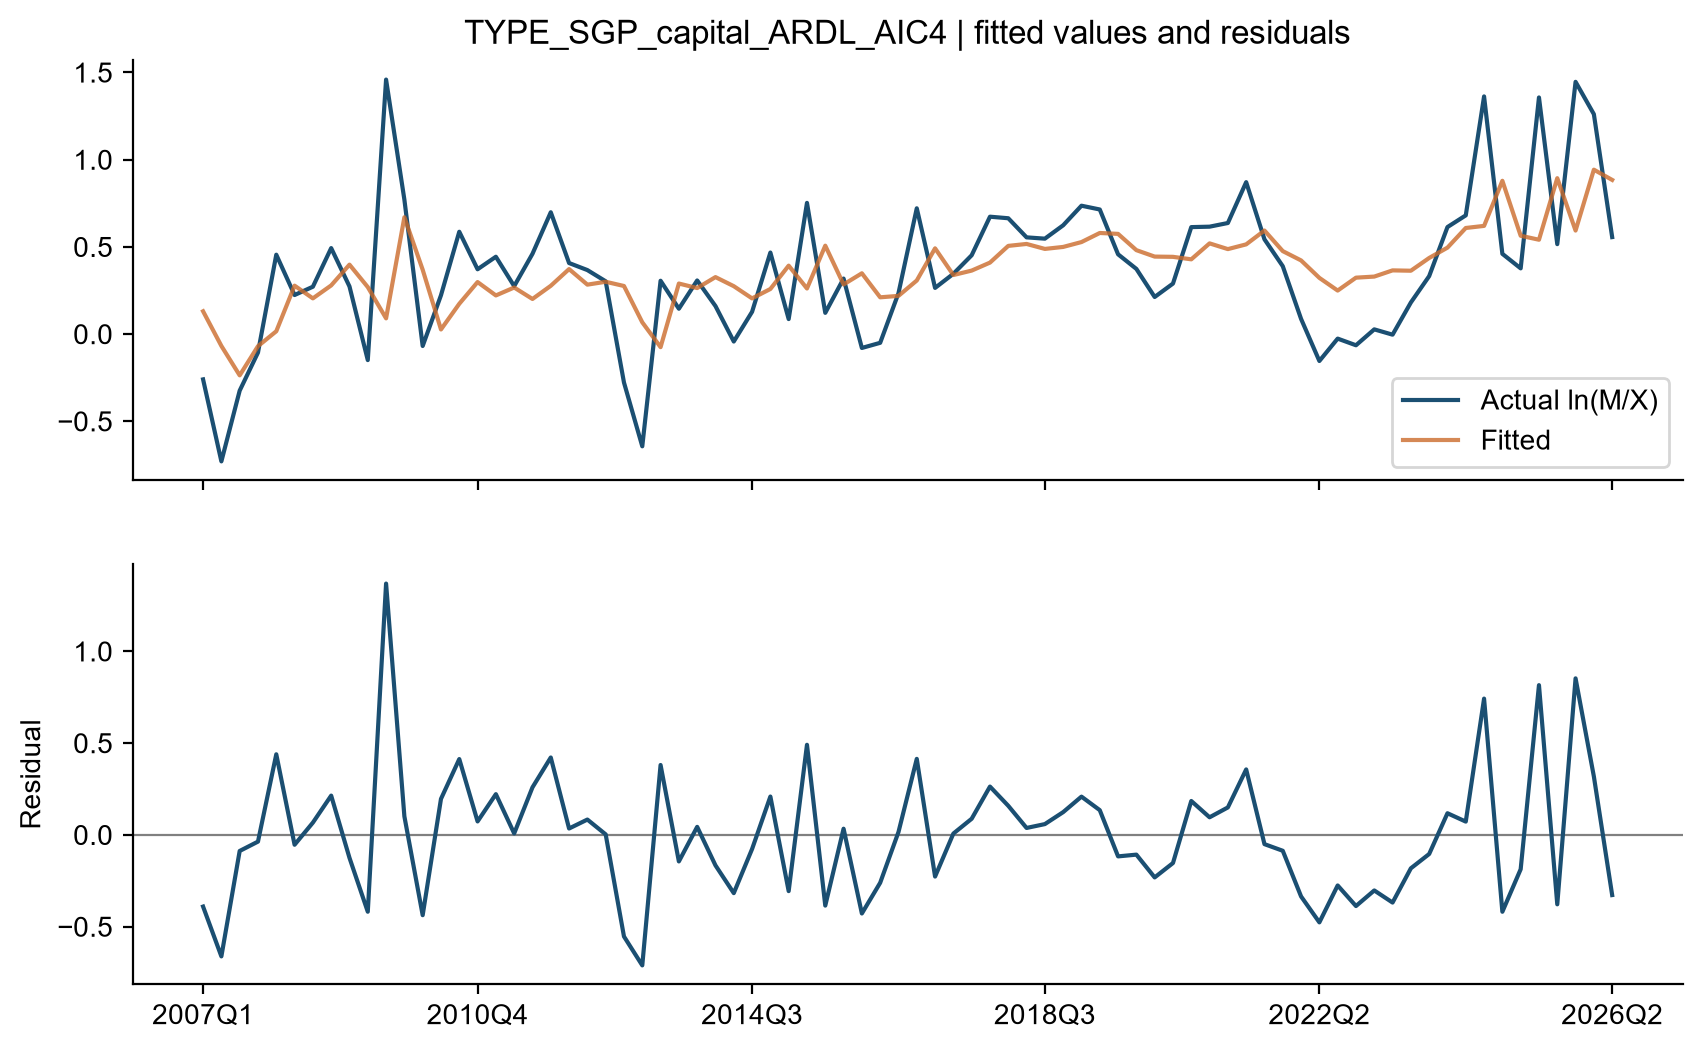 TYPE_SGP_capital_ARDL_AIC4 | fitted values and residuals
1.5
1.0
0.5
0.0
−0.5
Actual ln(M/X)
Fitted
Residual
1.0
0.5
0.0
−0.5
2007Q1 2010Q4 2014Q3 2018Q3 2022Q2 2026Q2